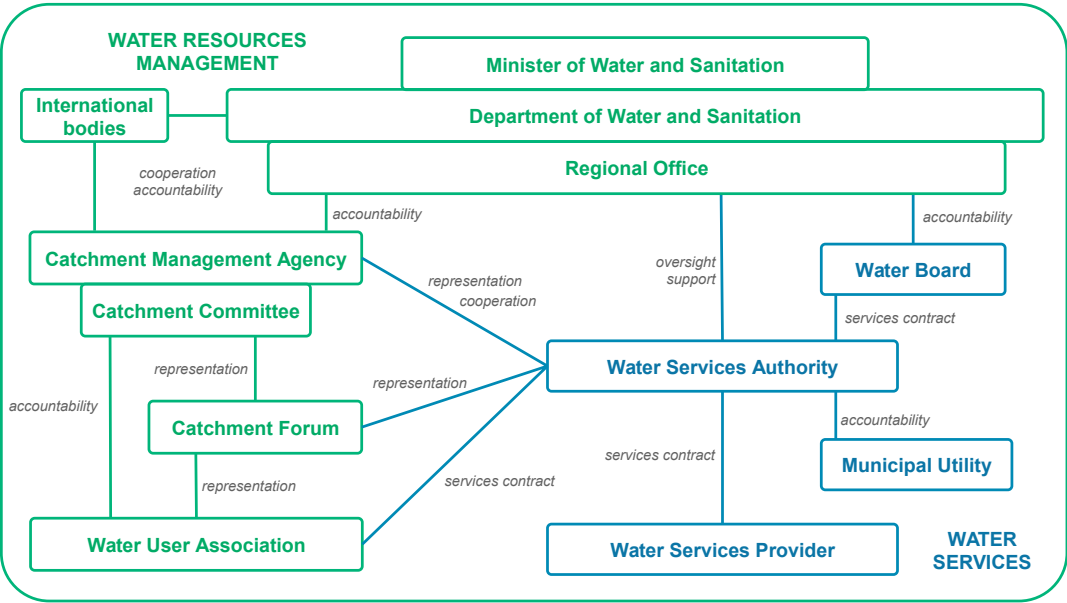 WATER RESOURCES
MANAGEMENT
Minister of Water and Sanitation
International
bodies
Department of Water and Sanitation
Regional Office
cooperation
accountability
accountability
accountability
Catchment Management Agency
representation
cooperation
oversight
support
Water Board
Catchment Committee
services contract
representation
representation
Water Services Authority
accountability
Catchment Forum
accountability
services contract
Municipal Utility
representation
services contract
Water User Association
Water Services Provider
WATER
SERVICES